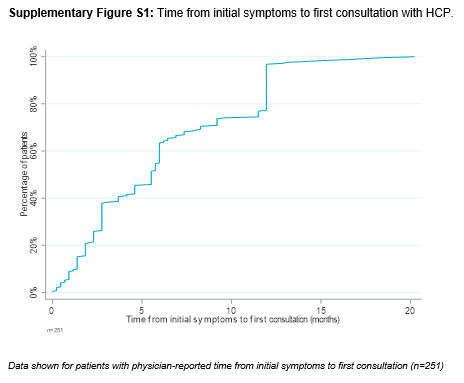 Supplementary Figure S1: Time from initial symptoms to first consultation with HCP.
100%
80%
60%
40%
20%
0%
Percentage of patients
0 5 10 15 20
Time from initial symptoms to first consultation (months)
n=251
Data shown for patients with physician-reported time from initial symptoms to first consultation (n=251)